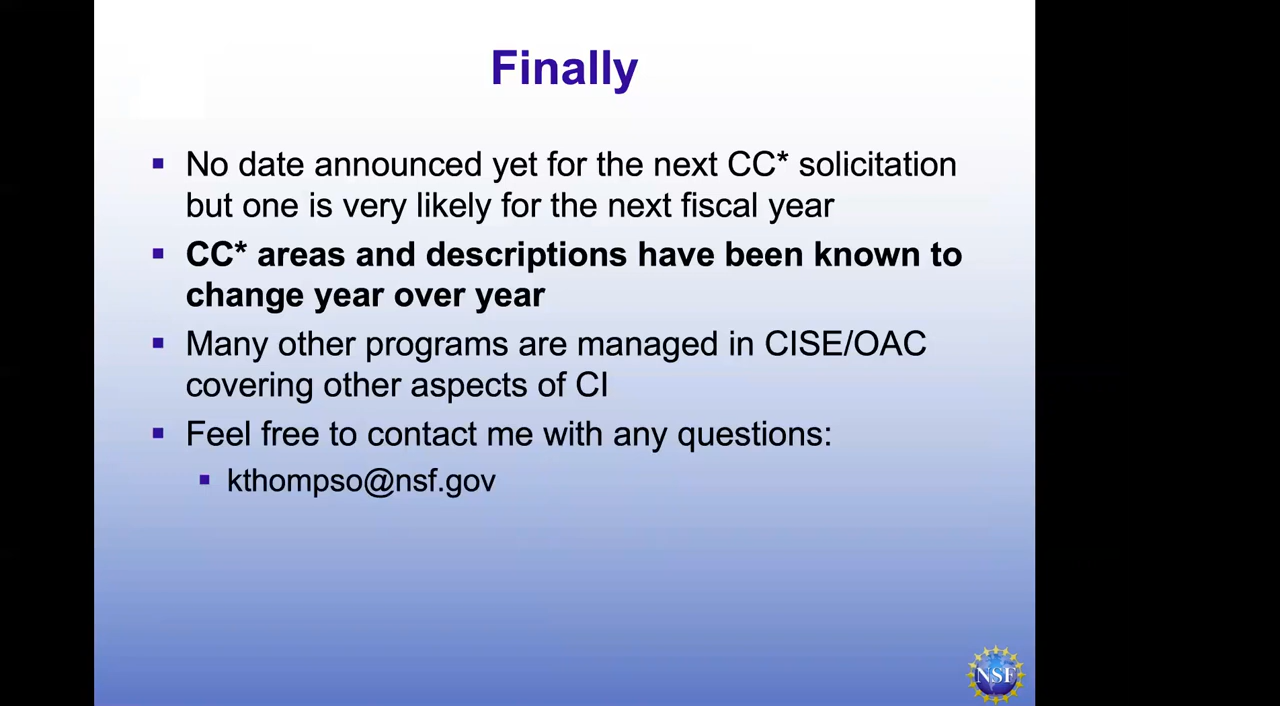 Finally
▪ No date announced yet for the next CC* solicitation
but one is very likely for the next fiscal year
▪ CC* areas and descriptions have been known to
change year over year
▪ Many other programs are managed in CISE/OAC
covering other aspects of CI
▪ Feel free to contact me with any questions:
▪ kthompso@nsf.gov
NSF